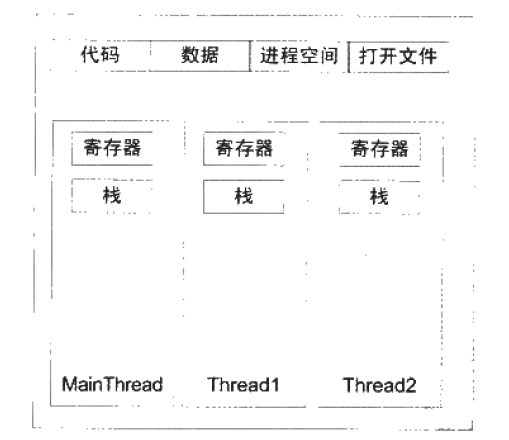 代码 数据 进程空间 打开文件
寄存器 寄存器 寄存器
栈 栈 栈
MainThread Thread1 Thread2